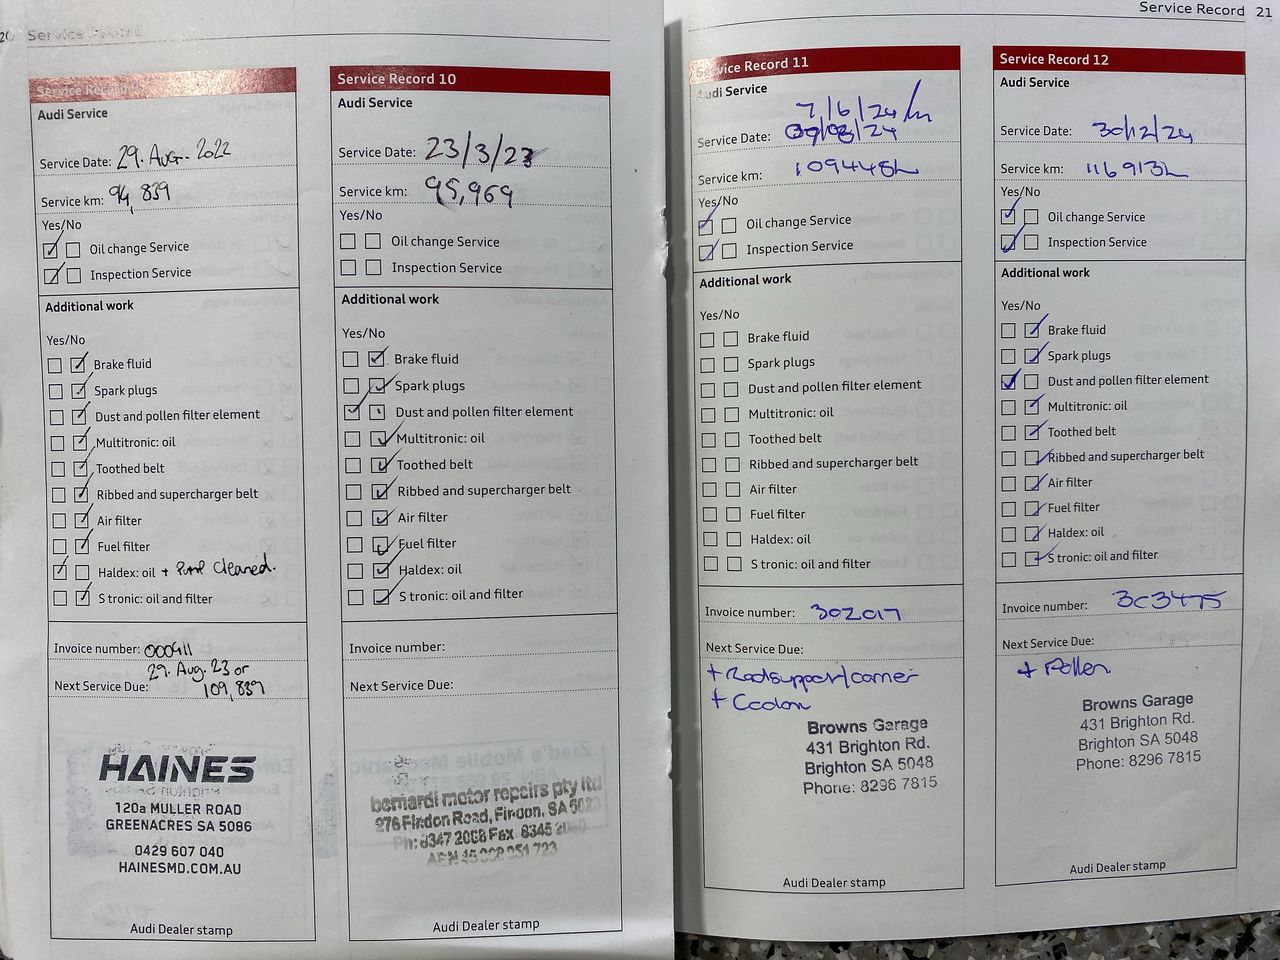 20 Service Record
Service Record
Audi Service
Service Date: 29. Aug. 2022
Service km: 94,839
Yes/No
Oil change Service
Inspection Service
Additional work
Yes/No
Brake fluid
Spark plugs
Dust and pollen filter element
Multitronic: oil
Toothed belt
Ribbed and supercharger belt
Air filter
Fuel filter
Haldex: oil + Pump cleaned.
S tronic: oil and filter
Invoice number: 000911
29. Aug. 23 or
Next Service Due: 109,839
HAINES
120a MULLER ROAD
GREENACRES SA 5086
0429 607 040
HAINESMD.COM.AU
Audi Dealer stamp
Service Record 10
Audi Service
Service Date: 23/3/23
Service km: 95,969
Yes/No
Oil change Service
Inspection Service
Additional work
Yes/No
Brake fluid
Spark plugs
Dust and pollen filter element
Multitronic: oil
Toothed belt
Ribbed and supercharger belt
Air filter
Fuel filter
Haldex: oil
S tronic: oil and filter
Invoice number:
Next Service Due:
bernardi motor repairs pty ltd
276 Findon Road, Findon, SA 5023
Ph: 8347 2008 Fax 8345
ABN
Audi Dealer stamp
Service Record 21
Service Record 11
Audi Service
7/6/24
Service Date:
Service km: 109448
Yes/No
Oil change Service
Inspection Service
Additional work
Yes/No
Brake fluid
Spark plugs
Dust and pollen filter element
Multitronic: oil
Toothed belt
Ribbed and supercharger belt
Air filter
Fuel filter
Haldex: oil
S tronic: oil and filter
Invoice number: 302017
Next Service Due:
+ Radsupport/carrier
+
Browns Garage
431 Brighton Rd.
Brighton SA 5048
Phone: 8296 7815
Audi Dealer stamp
Service Record 12
Audi Service
Service Date: 30/12/24
Service km: 116913
Yes/No
Oil change Service
Inspection Service
Additional work
Yes/No
Brake fluid
Spark plugs
Dust and pollen filter element
Multitronic: oil
Toothed belt
Ribbed and supercharger belt
Air filter
Fuel filter
Haldex: oil
S tronic: oil and filter
Invoice number: 303475
Next Service Due:
+ Pollen
Browns Garage
431 Brighton Rd.
Brighton SA 5048
Phone: 8296 7815
Audi Dealer stamp